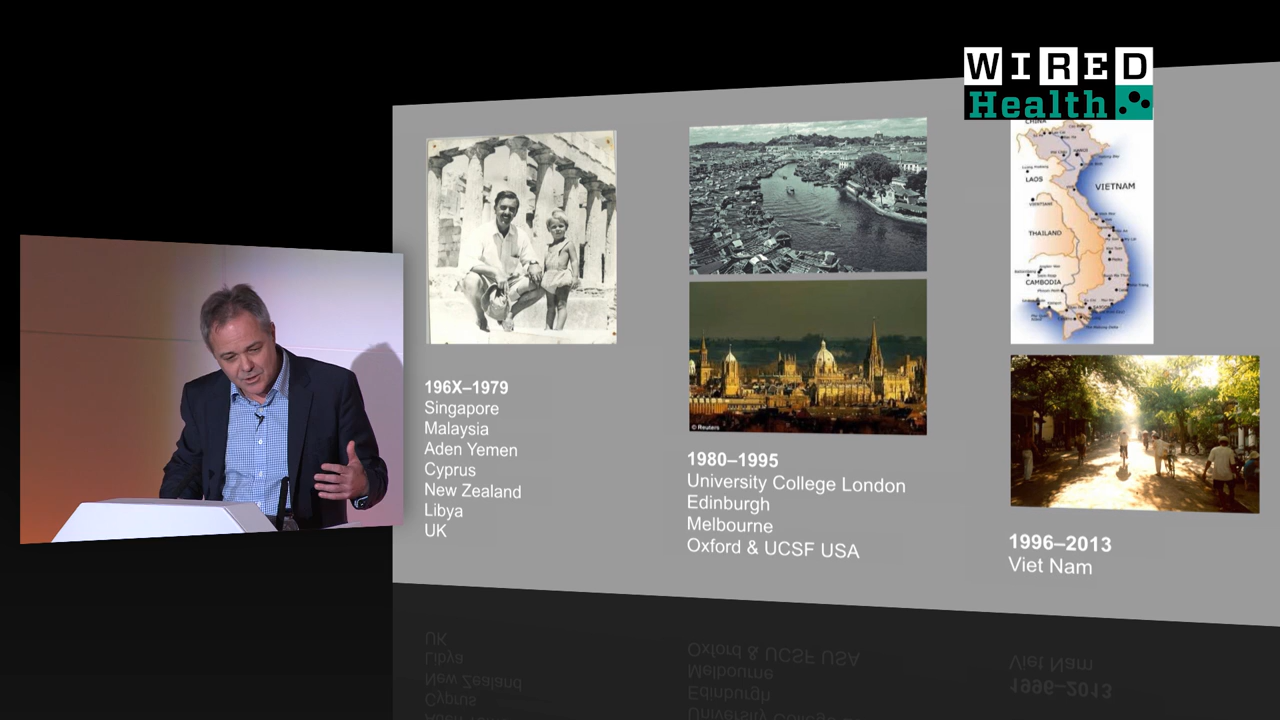 WIRED
Health
CHINA
LAOS
VIETNAM
THAILAND
CAMBODIA
© Reuters
196X–1979
Singapore
Malaysia
Aden Yemen
Cyprus
New Zealand
Libya
UK
1980–1995
University College London
Edinburgh
Melbourne
Oxford & UCSF USA
1996–2013
Viet Nam